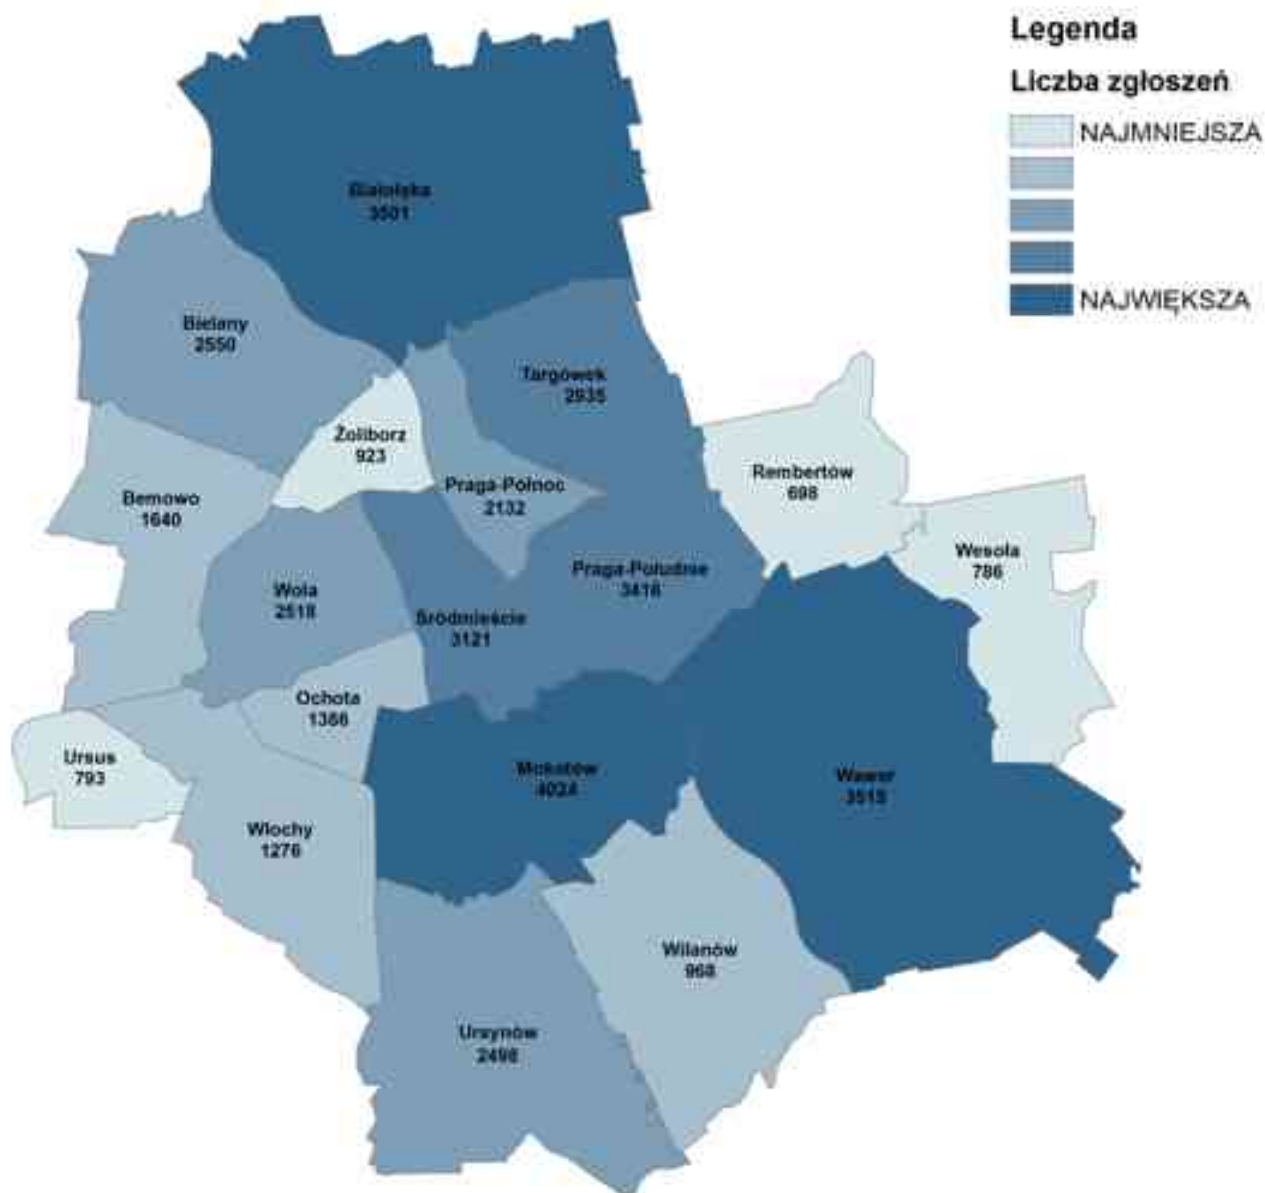 Legenda
Liczba zgłoszeń
NAJMNIEJSZA
NAJWIĘKSZA
Białołęka
3501
Bielany
2550
Targówek
2935
Żoliborz
923
Rembertów
698
Praga-Północ
2132
Bemowo
1640
Wesoła
786
Praga-Południe
3416
Wola
2518
Śródmieście
3121
Ochota
1386
Ursus
793
Mokotów
4024
Wawer
Włochy
1276
Wilanów
968
Ursynów
2498